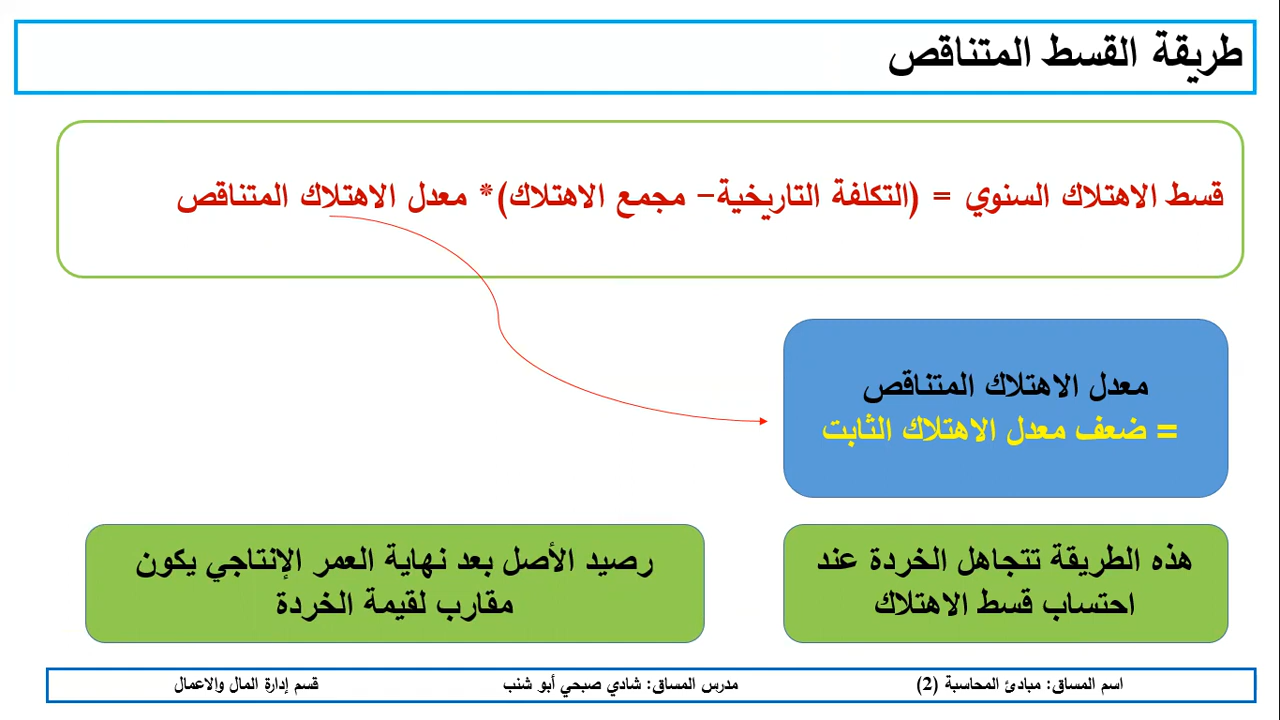 طريقة القسط المتناقص
قسط الاهتلاك السنوي = (التكلفة التاريخية– مجمع الاهتلاك)* معدل الاهتلاك المتناقص
معدل الاهتلاك المتناقص
= ضعف معدل الاهتلاك الثابت
هذه الطريقة تتجاهل الخردة عند
احتساب قسط الاهتلاك
رصيد الأصل بعد نهاية العمر الإنتاجي يكون
مقارب لقيمة الخردة
اسم المساق: مبادئ المحاسبة (2)
مدرس المساق: شادي صبحي أبو شنب
قسم إدارة المال والاعمال